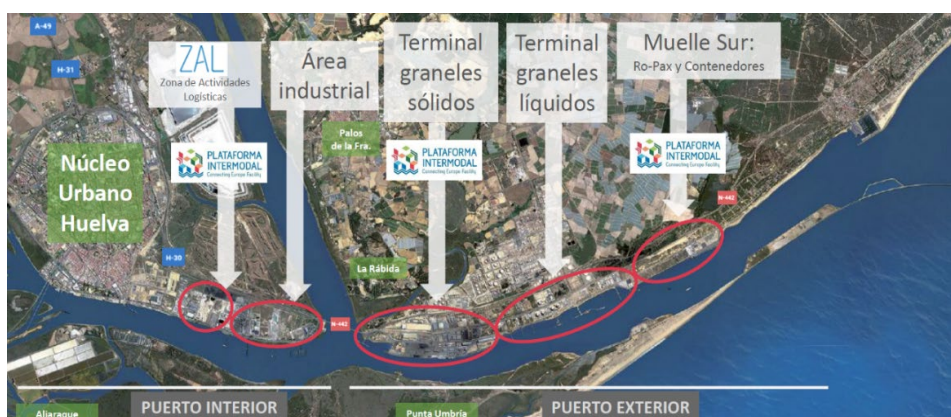 A-49
H-31
ZAL
Zona de Actividades
Logísticas
Área
industrial
Terminal
graneles
sólidos
Terminal
graneles
líquidos
Muelle Sur:
Ro-Pax y Contenedores
Palos
de la Fra.
PLATAFORMA
INTERMODAL
Connecting Europe Facility
PLATAFORMA
INTERMODAL
Connecting Europe Facility
PLATAFORMA
INTERMODAL
Connecting Europe Facility
Núcleo
Urbano
Huelva
N-442
H-30
La Rábida
N-442
Aljaraque
PUERTO INTERIOR
Punta Umbría
PUERTO EXTERIOR